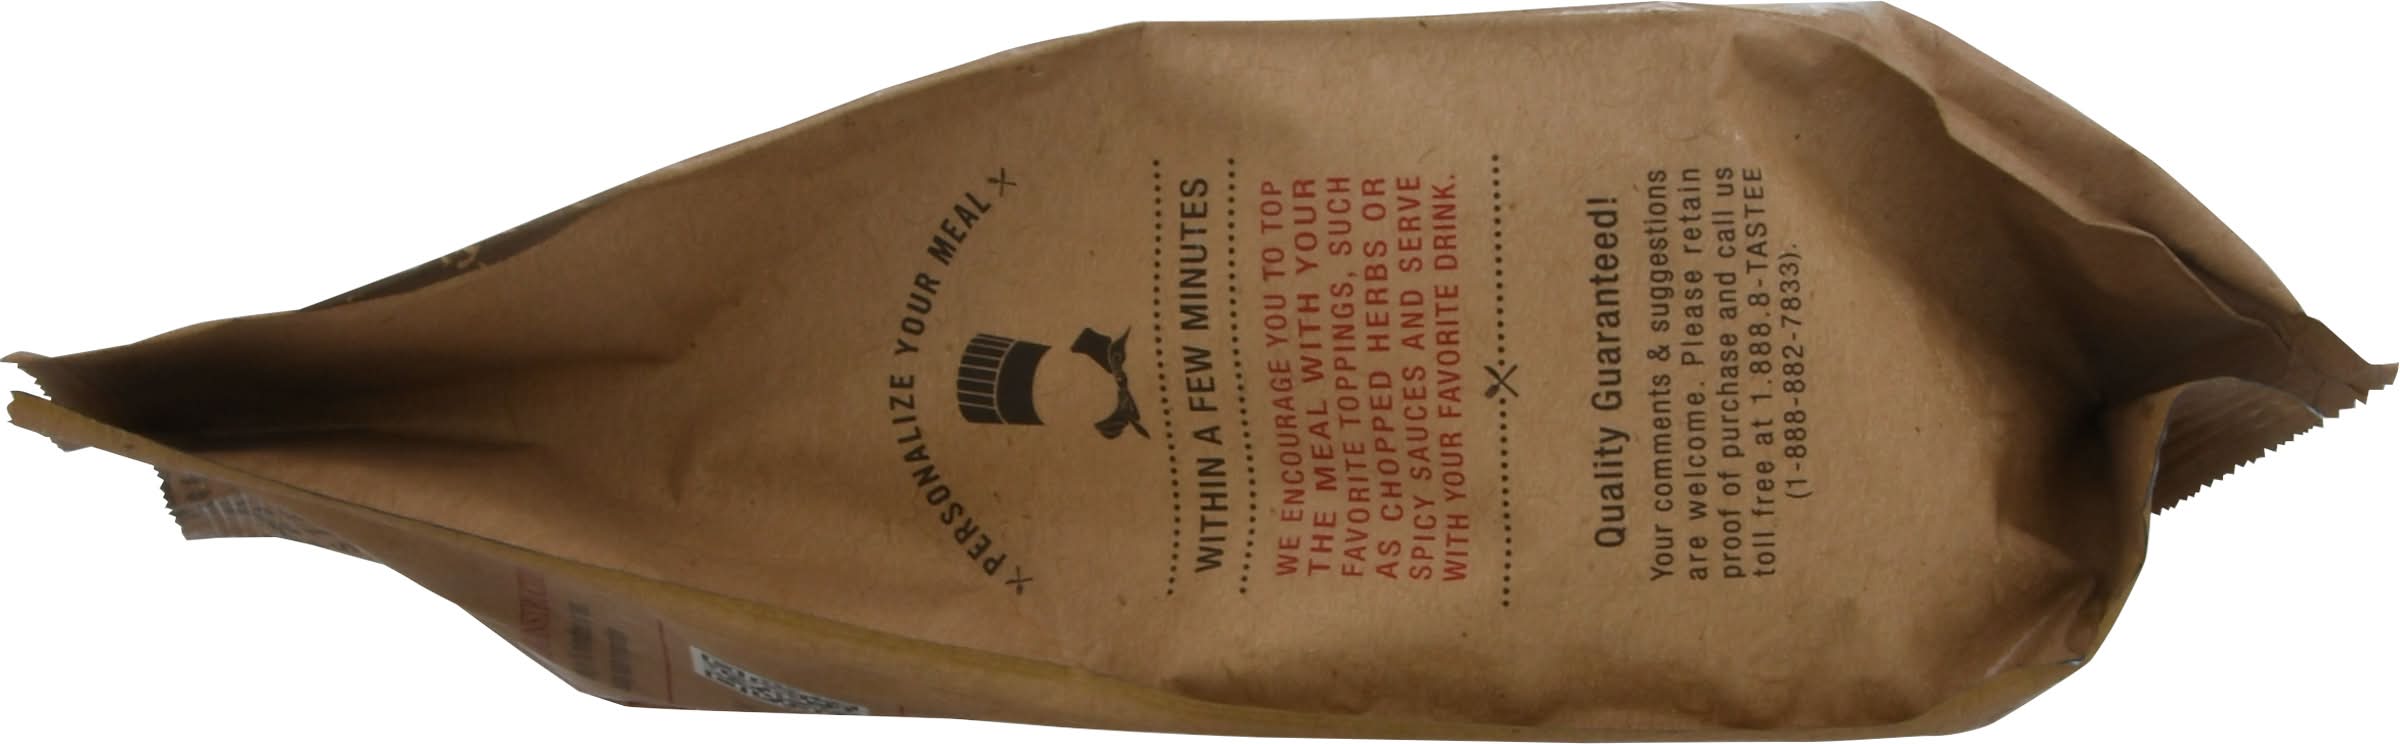 PERSONALIZE YOUR MEAL
WITHIN A FEW MINUTES
WE ENCOURAGE YOU TO TOP
THE MEAL WITH YOUR
FAVORITE TOPPINGS, SUCH
AS CHOPPED HERBS OR
SPICY SAUCES AND SERVE
WITH YOUR FAVORITE DRINK.
Quality Guaranteed!
Your comments & suggestions
are welcome. Please retain
proof of purchase and call us
toll free at 1.888.8-TASTEE
(1-888-882-7833).